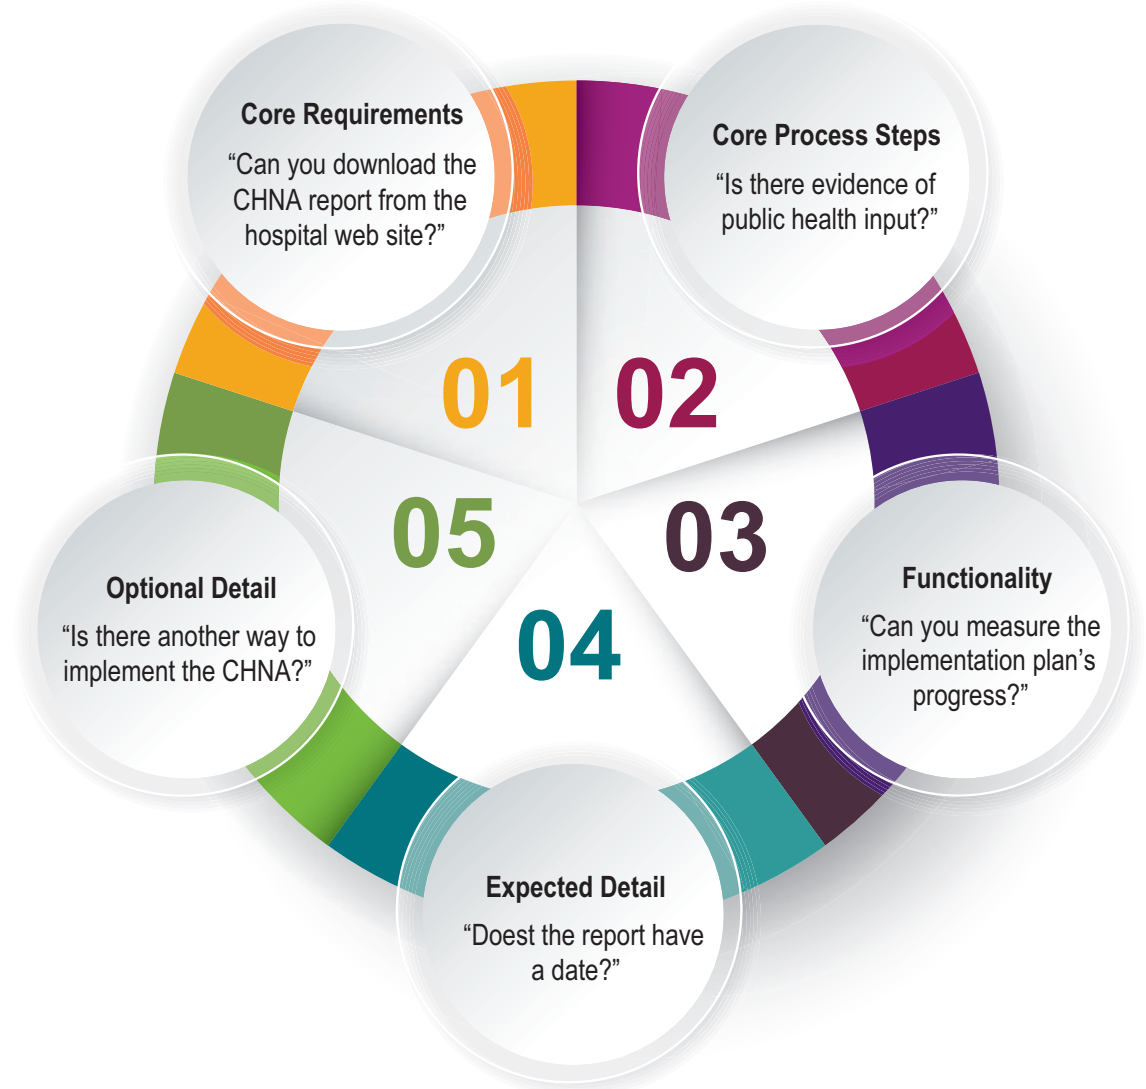 Core Requirements
“Can you download the
CHNA report from the
hospital web site?”
01
Core Process Steps
“Is there evidence of
public health input?”
02
Functionality
“Can you measure the
implementation plan’s
progress?”
03
Expected Detail
“Doest the report have
a date?”
04
Optional Detail
“Is there another way to
implement the CHNA?”
05